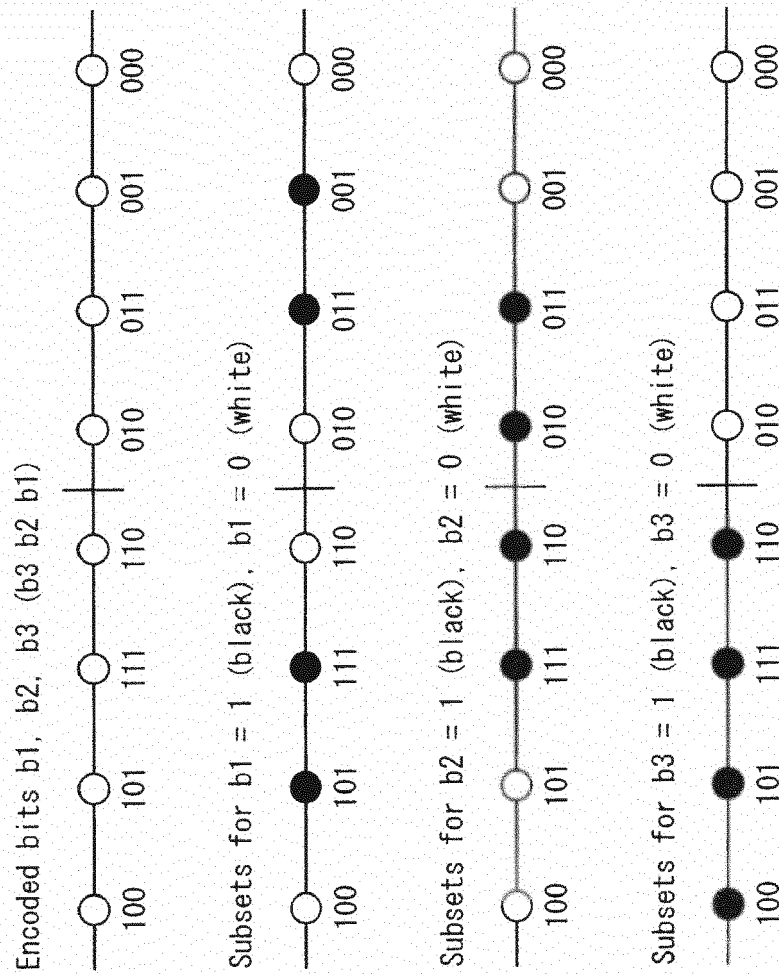 Encoded bits b1, b2, b3 (b3 b2 b1)
100 101 111 110 010 011 001 000
Subsets for b1 = 1 (black), b1 = 0 (white)
100 101 111 110 010 011 001 000
Subsets for b2 = 1 (black), b2 = 0 (white)
100 101 111 110 010 011 001 000
Subsets for b3 = 1 (black), b3 = 0 (white)
100 101 111 110 010 011 001 000